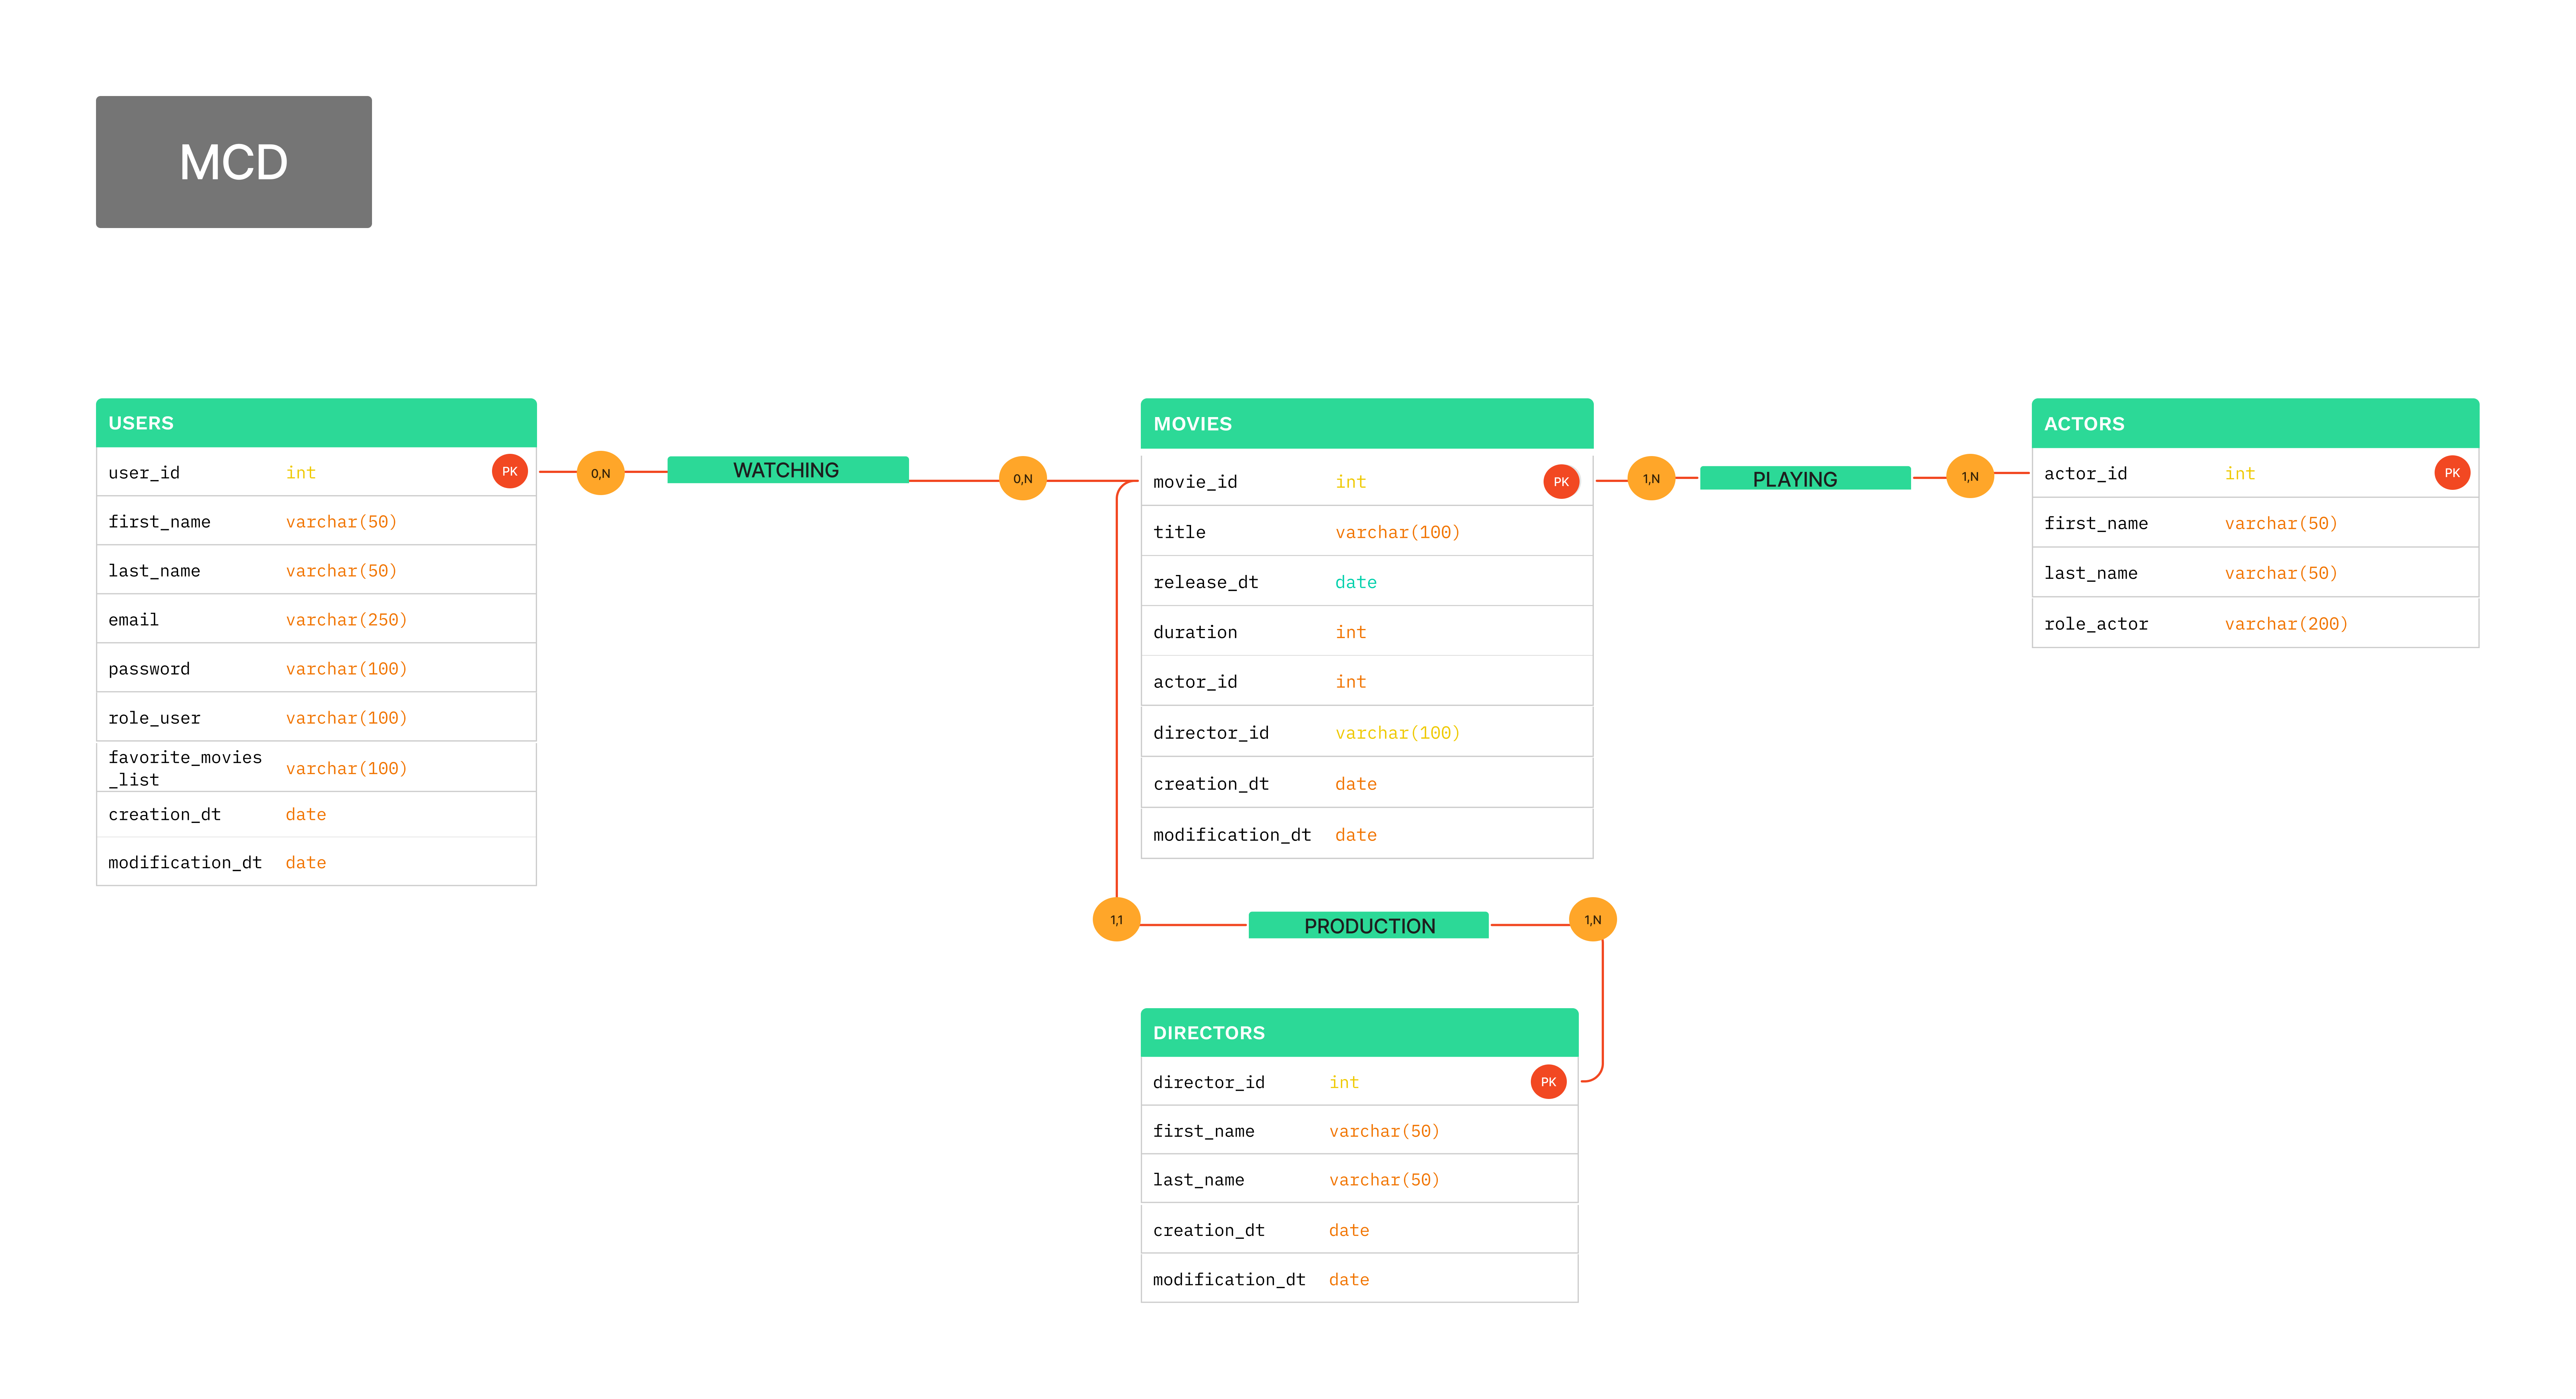 MCD
USERS
user_id int PK
first_name varchar(50)
last_name varchar(50)
email varchar(250)
password varchar(100)
role_user varchar(100)
favorite_movies
_list varchar(100)
creation_dt date
modification_dt date
0,N
WATCHING
0,N
MOVIES
movie_id int PK
title varchar(100)
release_dt date
duration int
actor_id int
director_id varchar(100)
creation_dt date
modification_dt date
1,N
PLAYING
1,N
ACTORS
actor_id int PK
first_name varchar(50)
last_name varchar(50)
role_actor varchar(200)
1,1
PRODUCTION
1,N
DIRECTORS
director_id int PK
first_name varchar(50)
last_name varchar(50)
creation_dt date
modification_dt date